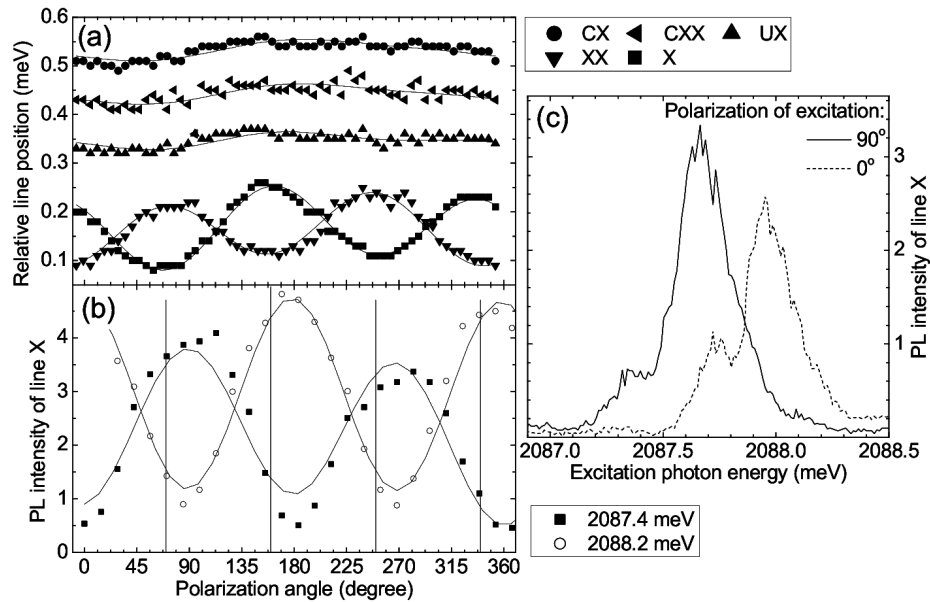 (a)
Relative line position (meV)
0.6
0.5
0.4
0.3
0.2
0.1
CX CXX UX
XX X
(b)
PL intensity of line X
4
3
2
1
0
0 45 90 135 180 225 270 315 360
Polarization angle (degree)
(c)
Polarization of excitation:
90°
0°
3
2
1
PL intensity of line X
2087.0 2087.5 2088.0 2088.5
Excitation photon energy (meV)
2087.4 meV
2088.2 meV